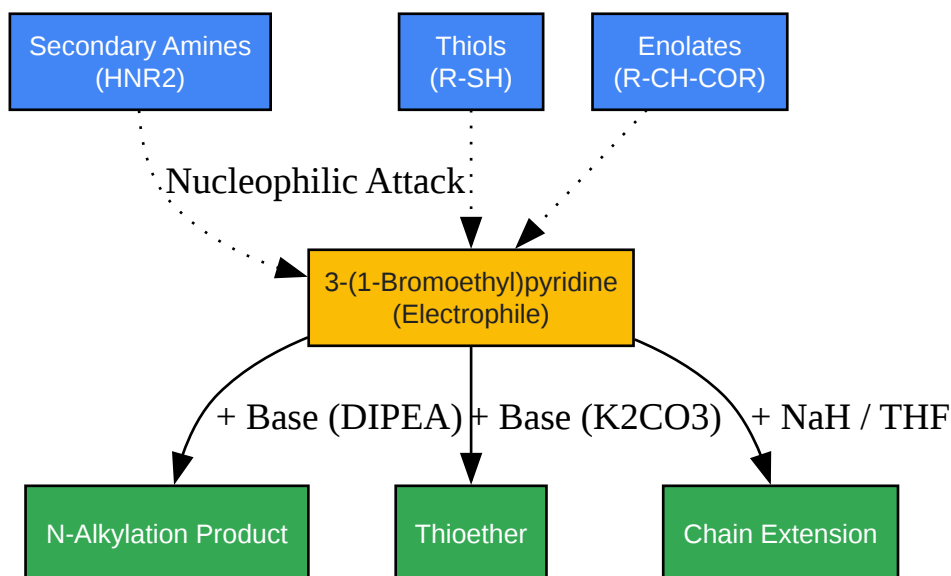 Secondary Amines
(HNR2)
Thiols
(R-SH)
Enolates
(R-CH-COR)
Nucleophilic Attack
3-(1-Bromoethyl)pyridine
(Electrophile)
+ Base (DIPEA)
+ Base (K2CO3)
+ NaH / THF
N-Alkylation Product
Thioether
Chain Extension